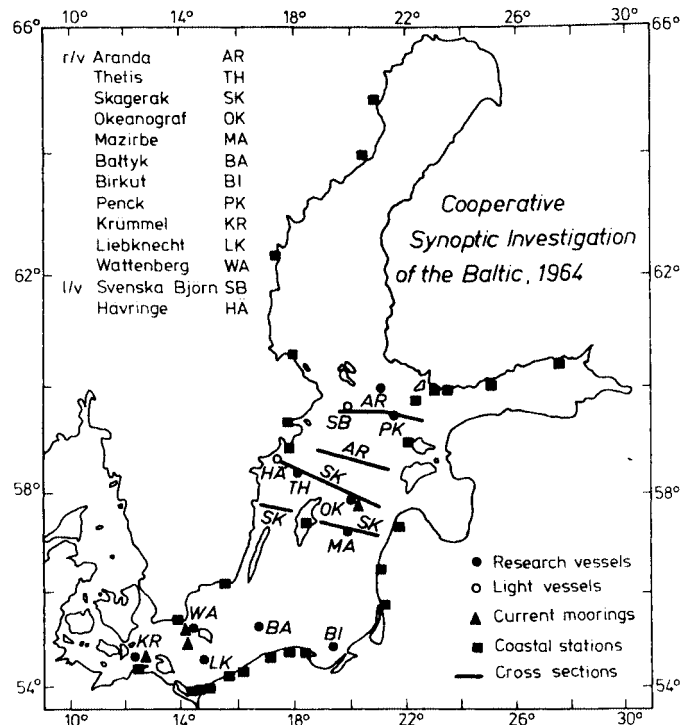 10° 14° 18° 22° 26° 30°
66° 66°
r/v Aranda AR
Thetis TH
Skagerak SK
Okeanograf OK
Mazirbe MA
Bałtyk BA
Birkut BI
Penck PK
Krümmel KR
Liebknecht LK
Wattenberg WA
l/v Svenska Björn SB
Hävringe HÄ
Cooperative
Synoptic Investigation
of the Baltic, 1964
62° 62°
60° 60°
AR
SB
PK
AR
HÄ
SK
TH
58° 58°
OK
SK
SK
MA
Research vessels
Light vessels
Current moorings
Coastal stations
Cross sections
WA
BA
KR
BI
LK
54° 54°
10° 14° 18° 22° 26° 30°